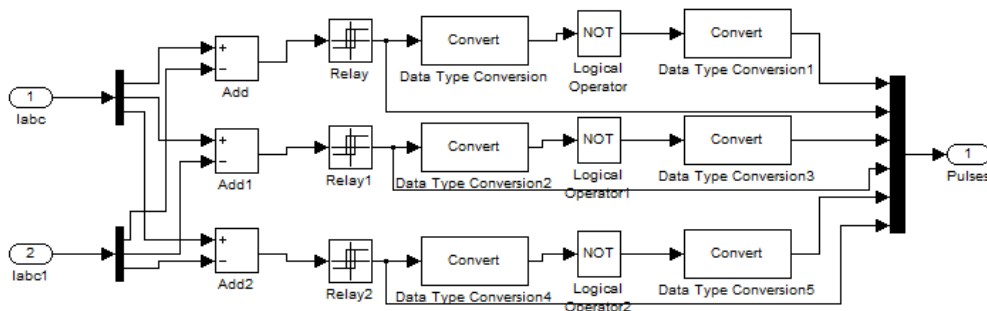 +
−
Add
Relay
Convert
Data Type Conversion
NOT
Logical
Operator
Convert
Data Type Conversion1
1
Iabc
+
−
Add1
Relay1
Convert
Data Type Conversion2
NOT
Logical
Operator1
Convert
Data Type Conversion3
1
Pulses
2
Iabc1
+
−
Add2
Relay2
Convert
Data Type Conversion4
NOT
Logical
Operator2
Convert
Data Type Conversion5